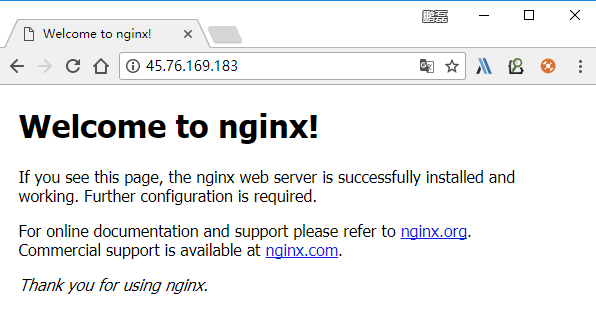 鹏磊
Welcome to nginx!
45.76.169.183
Welcome to nginx!
If you see this page, the nginx web server is successfully installed and
working. Further configuration is required.
For online documentation and support please refer to nginx.org.
Commercial support is available at nginx.com.
Thank you for using nginx.